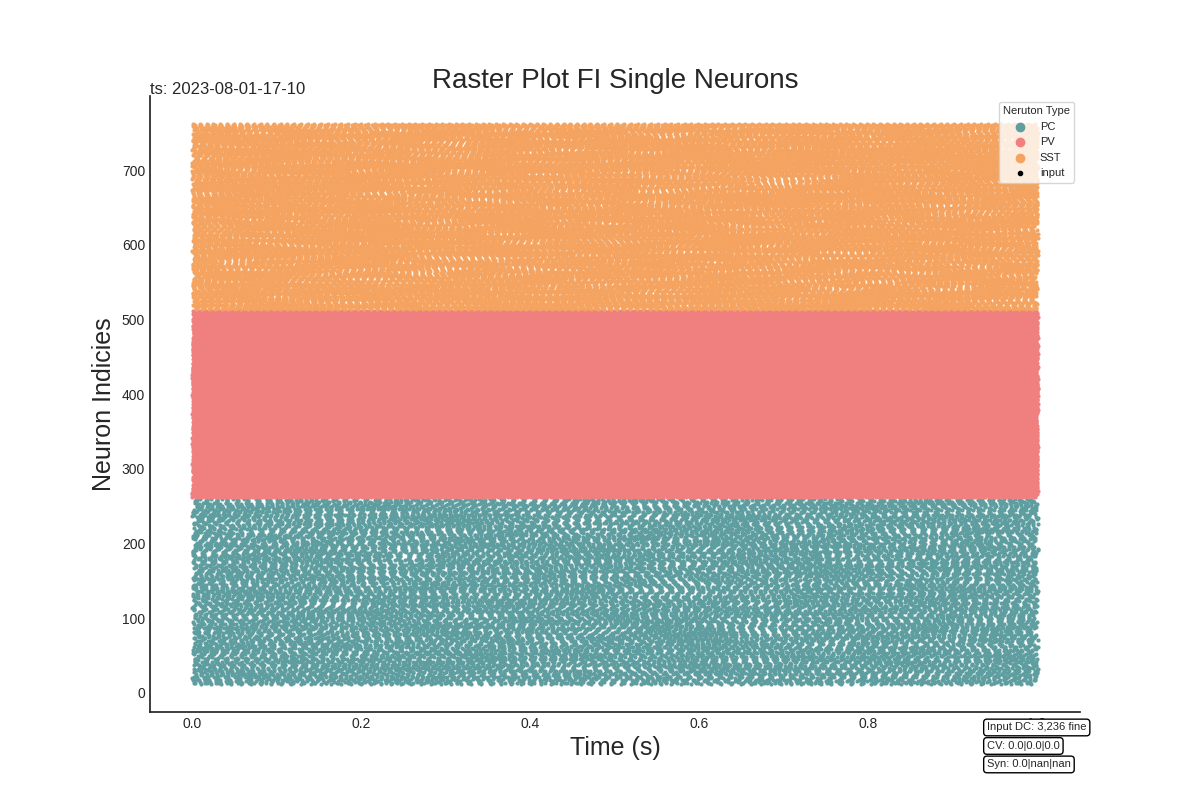 Raster Plot FI Single Neurons
ts: 2023-08-01-17-10
Neruton Type
PC
PV
SST
input
700
600
500
400
300
200
100
0
Neuron Indicies
0.0 0.2 0.4 0.6 0.8
Time (s)
Input DC: 3,236 fine
CV: 0.0|0.0|0.0
Syn: 0.0|nan|nan